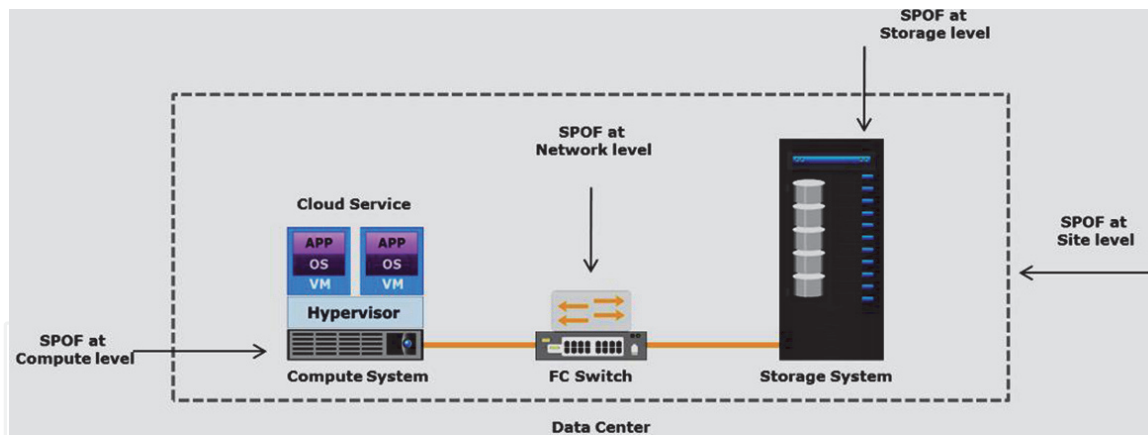 SPOF at
Storage level
SPOF at
Network level
Cloud Service
SPOF at
Site level
APP
APP
OS
OS
VM
VM
Hypervisor
SPOF at
Compute level
Compute System
FC Switch
Storage System
Data Center